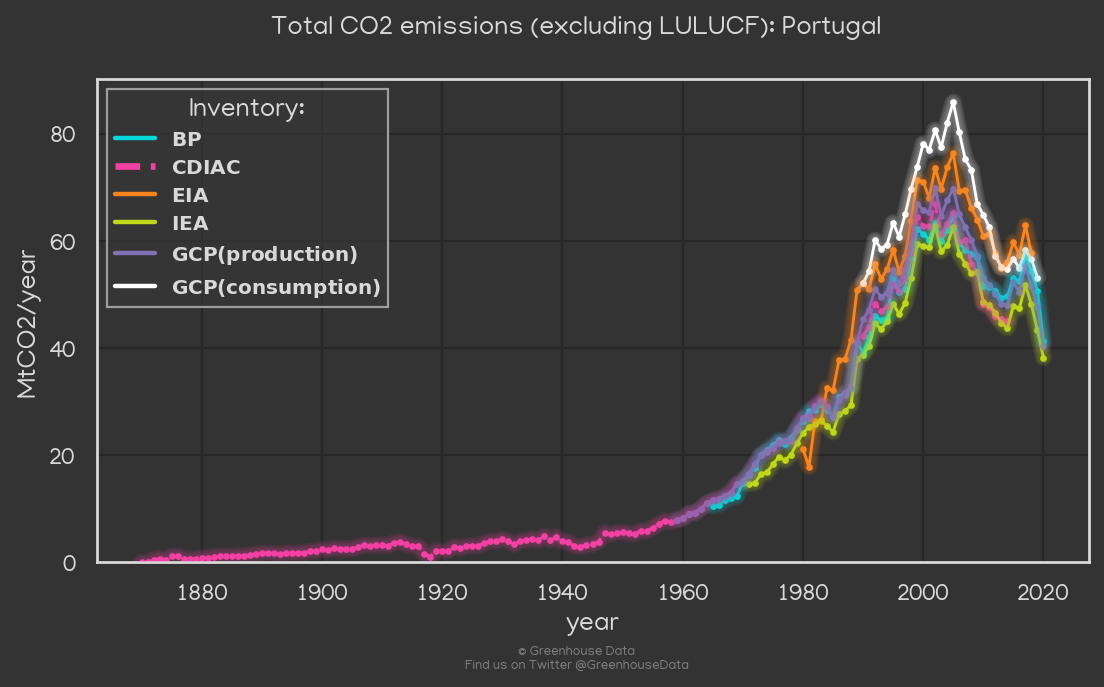 Total CO2 emissions (excluding LULUCF): Portugal
Inventory:
BP
CDIAC
EIA
IEA
GCP(production)
GCP(consumption)
MtCO2/year
80
60
40
20
0
1880 1900 1920 1940 1960 1980 2000 2020
year
© Greenhouse Data
Find us on Twitter @GreenhouseData